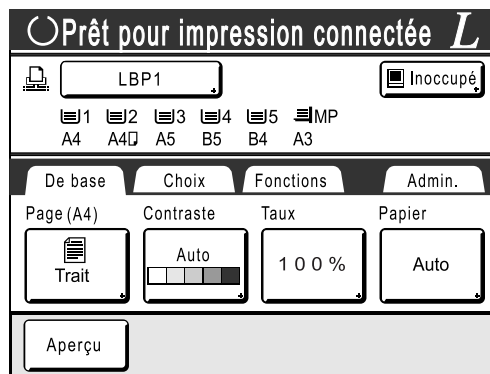 Prêt pour impression connectée L
LBP1 Inoccupé
1 2 3 4 5 MP
A4 A4 A5 B5 B4 A3
De base Choix Fonctions Admin.
Page (A4) Contraste Taux Papier
Trait Auto 100% Auto
Aperçu